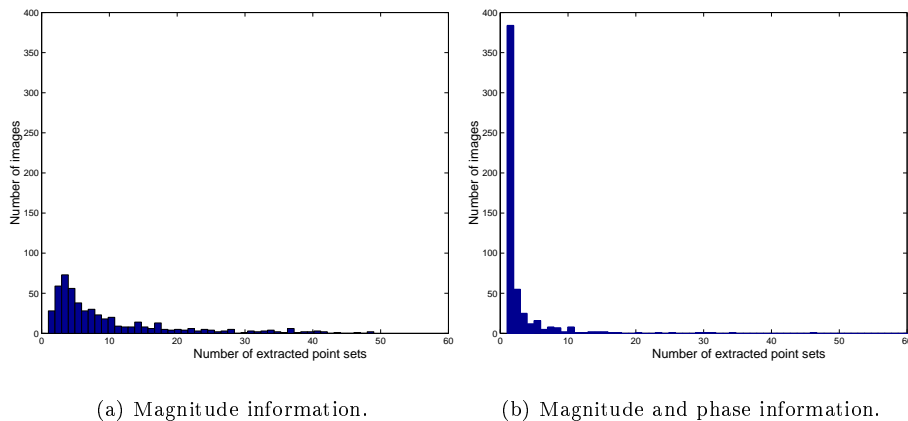 400
350
300
250
200
150
100
50
0
Number of images
0 10 20 30 40 50 60
Number of extracted point sets
(a) Magnitude information.
400
350
300
250
200
150
100
50
0
Number of images
0 10 20 30 40 50 60
Number of extracted point sets
(b) Magnitude and phase information.